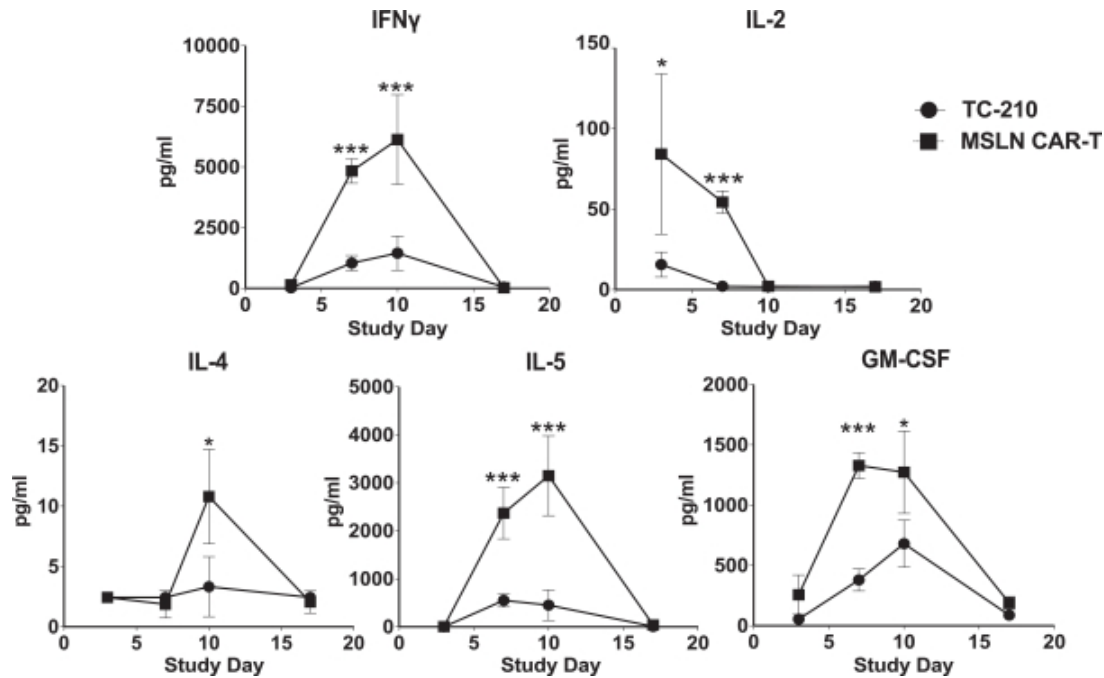 IFNγ
10000
7500
5000
2500
0
pg/ml
***
***
0 5 10 15 20
Study Day
IL-2
150
100
50
0
pg/ml
*
***
0 5 10 15 20
Study Day
TC-210
MSLN CAR-T
IL-4
20
15
10
5
0
pg/ml
*
0 5 10 15 20
Study Day
IL-5
5000
4000
3000
2000
1000
0
pg/ml
***
***
0 5 10 15 20
Study Day
GM-CSF
2000
1500
1000
500
0
pg/ml
***
*
0 5 10 15 20
Study Day